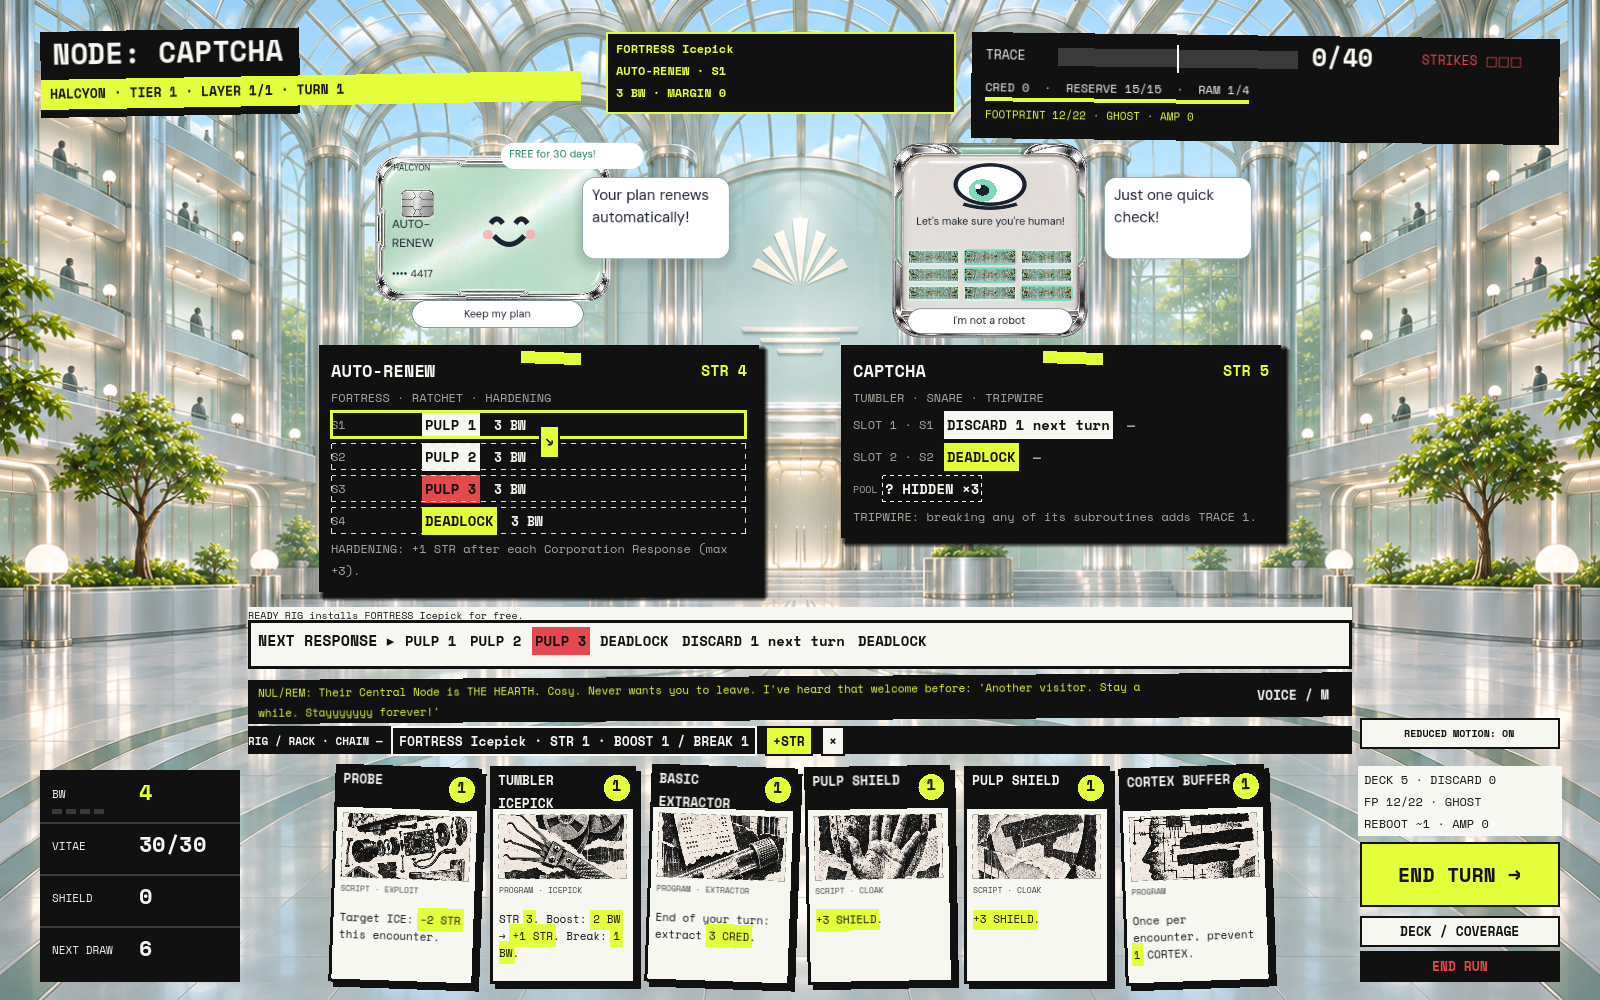 NODE: CAPTCHA
HALCYON · TIER 1 · LAYER 1/1 · TURN 1
FORTRESS Icepick
AUTO-RENEW · S1
3 BW · MARGIN 0
TRACE 0/40 STRIKES □□□
CRED 0 · RESERVE 15/15 · RAM 1/4
FOOTPRINT 12/22 · GHOST · AMP 0
HALCYON
FREE for 30 days!
AUTO-
RENEW
•••• 4417
Keep my plan
Your plan renews
automatically!
Let's make sure you're human!
I'm not a robot
Just one quick
check!
AUTO-RENEW STR 4
FORTRESS · RATCHET · HARDENING
S1 PULP 1 3 BW
S2 PULP 2 3 BW
S3 PULP 3 3 BW
S4 DEADLOCK 3 BW
HARDENING: +1 STR after each Corporation Response (max
+3).
CAPTCHA STR 5
TUMBLER · SNARE · TRIPWIRE
SLOT 1 · S1 DISCARD 1 next turn —
SLOT 2 · S2 DEADLOCK —
POOL ? HIDDEN ×3
TRIPWIRE: breaking any of its subroutines adds TRACE 1.
READY RIG installs FORTRESS Icepick for free.
NEXT RESPONSE ▸ PULP 1 PULP 2 PULP 3 DEADLOCK DISCARD 1 next turn DEADLOCK
NUL/REM: Their Central Node is THE HEARTH. Cosy. Never wants you to leave. I've heard that welcome before: 'Another visitor. Stay a
while. Stayyyyyyy forever!'
VOICE / M
RIG / RACK · CHAIN — FORTRESS Icepick · STR 1 · BOOST 1 / BREAK 1 +STR ×
REDUCED MOTION: ON
BW 4
VITAE 30/30
SHIELD 0
NEXT DRAW 6
PROBE 1
SCRIPT · EXPLOIT
Target ICE: -2 STR
this encounter.
TUMBLER
ICEPICK 1
PROGRAM · ICEPICK
STR 3. Boost: 2 BW
→ +1 STR. Break: 1
BW.
BASIC
EXTRACTOR 1
PROGRAM · EXTRACTOR
End of your turn:
extract 3 CRED.
PULP SHIELD 1
SCRIPT · CLOAK
+3 SHIELD.
PULP SHIELD 1
SCRIPT · CLOAK
+3 SHIELD.
CORTEX BUFFER 1
PROGRAM
Once per
encounter, prevent
1 CORTEX.
DECK 5 · DISCARD 0
FP 12/22 · GHOST
REBOOT ~1 · AMP 0
END TURN →
DECK / COVERAGE
END RUN